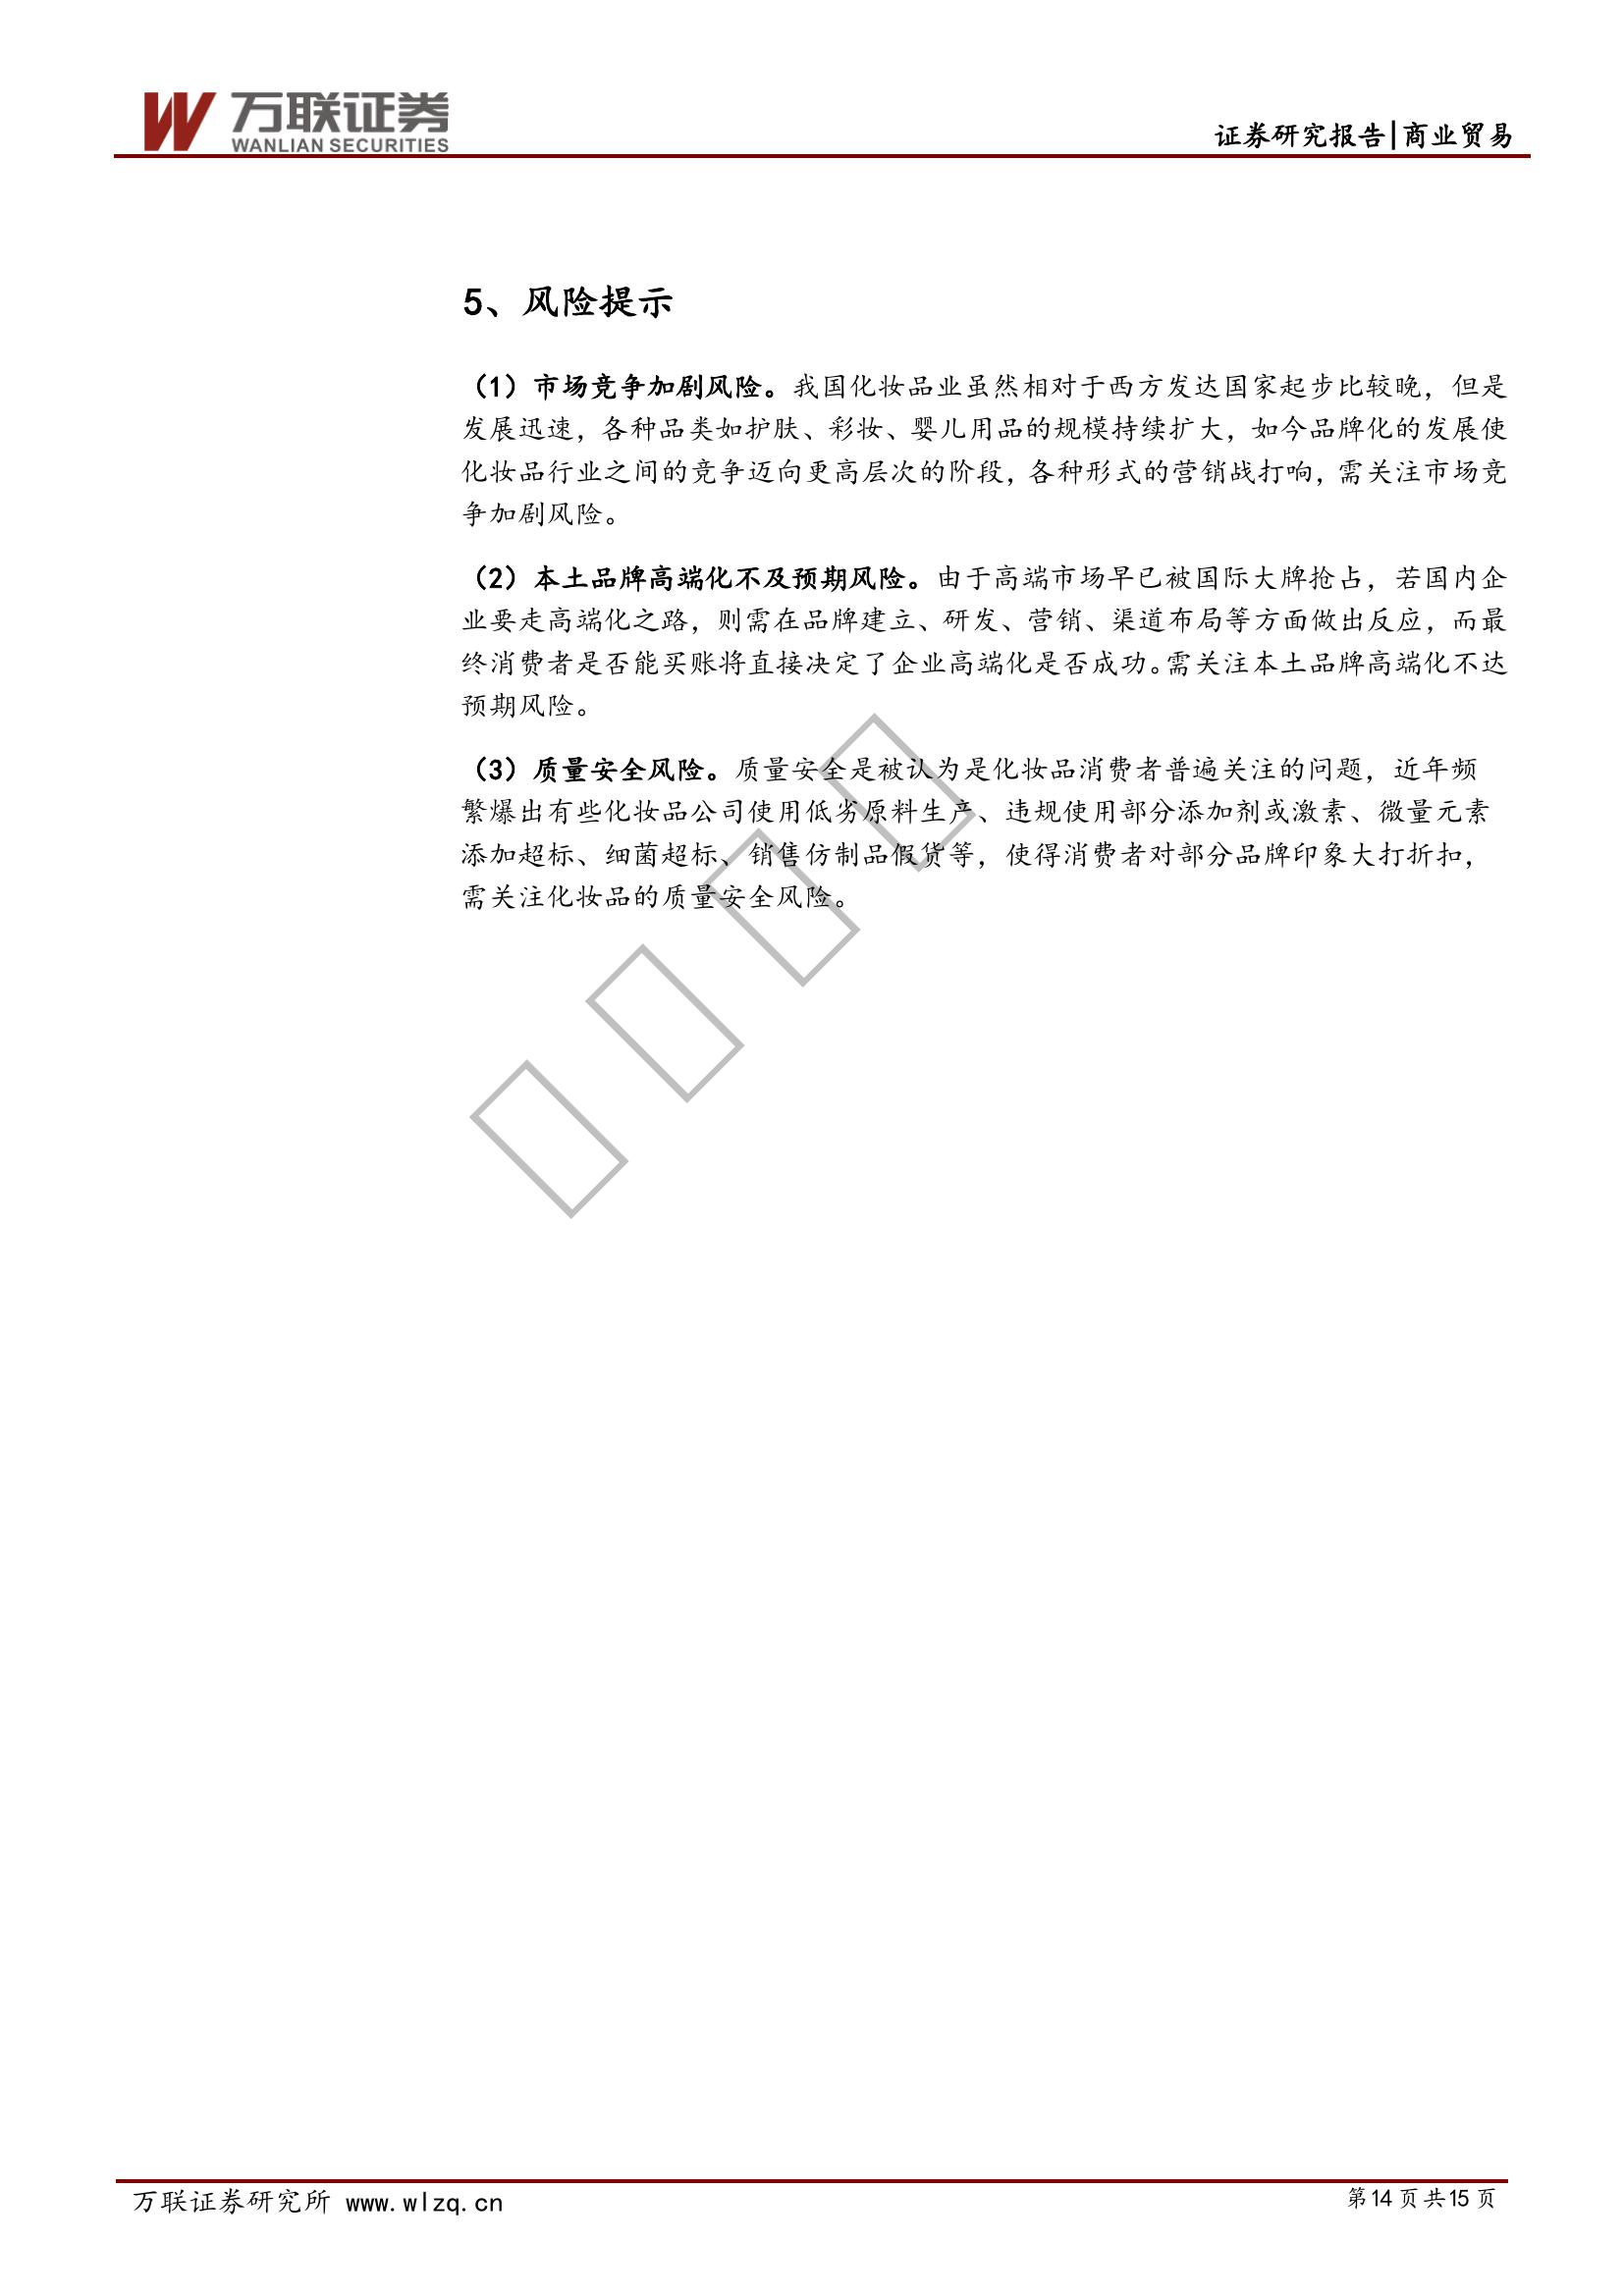 万联证券
WANLIAN SECURITIES
证券研究报告|商业贸易
5、风险提示
（1）市场竞争加剧风险。我国化妆品业虽然相对于西方发达国家起步比较晚，但是
发展迅速，各种品类如护肤、彩妆、婴儿用品的规模持续扩大，如今品牌化的发展使
化妆品行业之间的竞争迈向更高层次的阶段，各种形式的营销战打响，需关注市场竞
争加剧风险。
（2）本土品牌高端化不及预期风险。由于高端市场早已被国际大牌抢占，若国内企
业要走高端化之路，则需在品牌建立、研发、营销、渠道布局等方面做出反应，而最
终消费者是否能买账将直接决定了企业高端化是否成功。需关注本土品牌高端化不达
预期风险。
（3）质量安全风险。质量安全是被认为是化妆品消费者普遍关注的问题，近年频
繁爆出有些化妆品公司使用低劣原料生产、违规使用部分添加剂或激素、微量元素
添加超标、细菌超标、销售仿制品假货等，使得消费者对部分品牌印象大打折扣，
需关注化妆品的质量安全风险。
万联证券研究所 www.wlzq.cn
第14页共15页